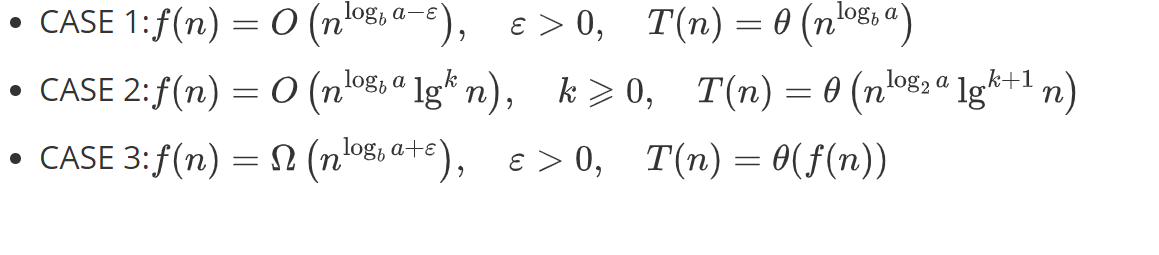 • CASE 1:f(n) = O (n^{log_b a−ε}), ε > 0, T(n) = θ (n^{log_b a})
• CASE 2:f(n) = O (n^{log_b a} lg^k n), k ⩾ 0, T(n) = θ (n^{log_2 a} lg^{k+1} n)
• CASE 3:f(n) = Ω (n^{log_b a+ε}), ε > 0, T(n) = θ(f(n))